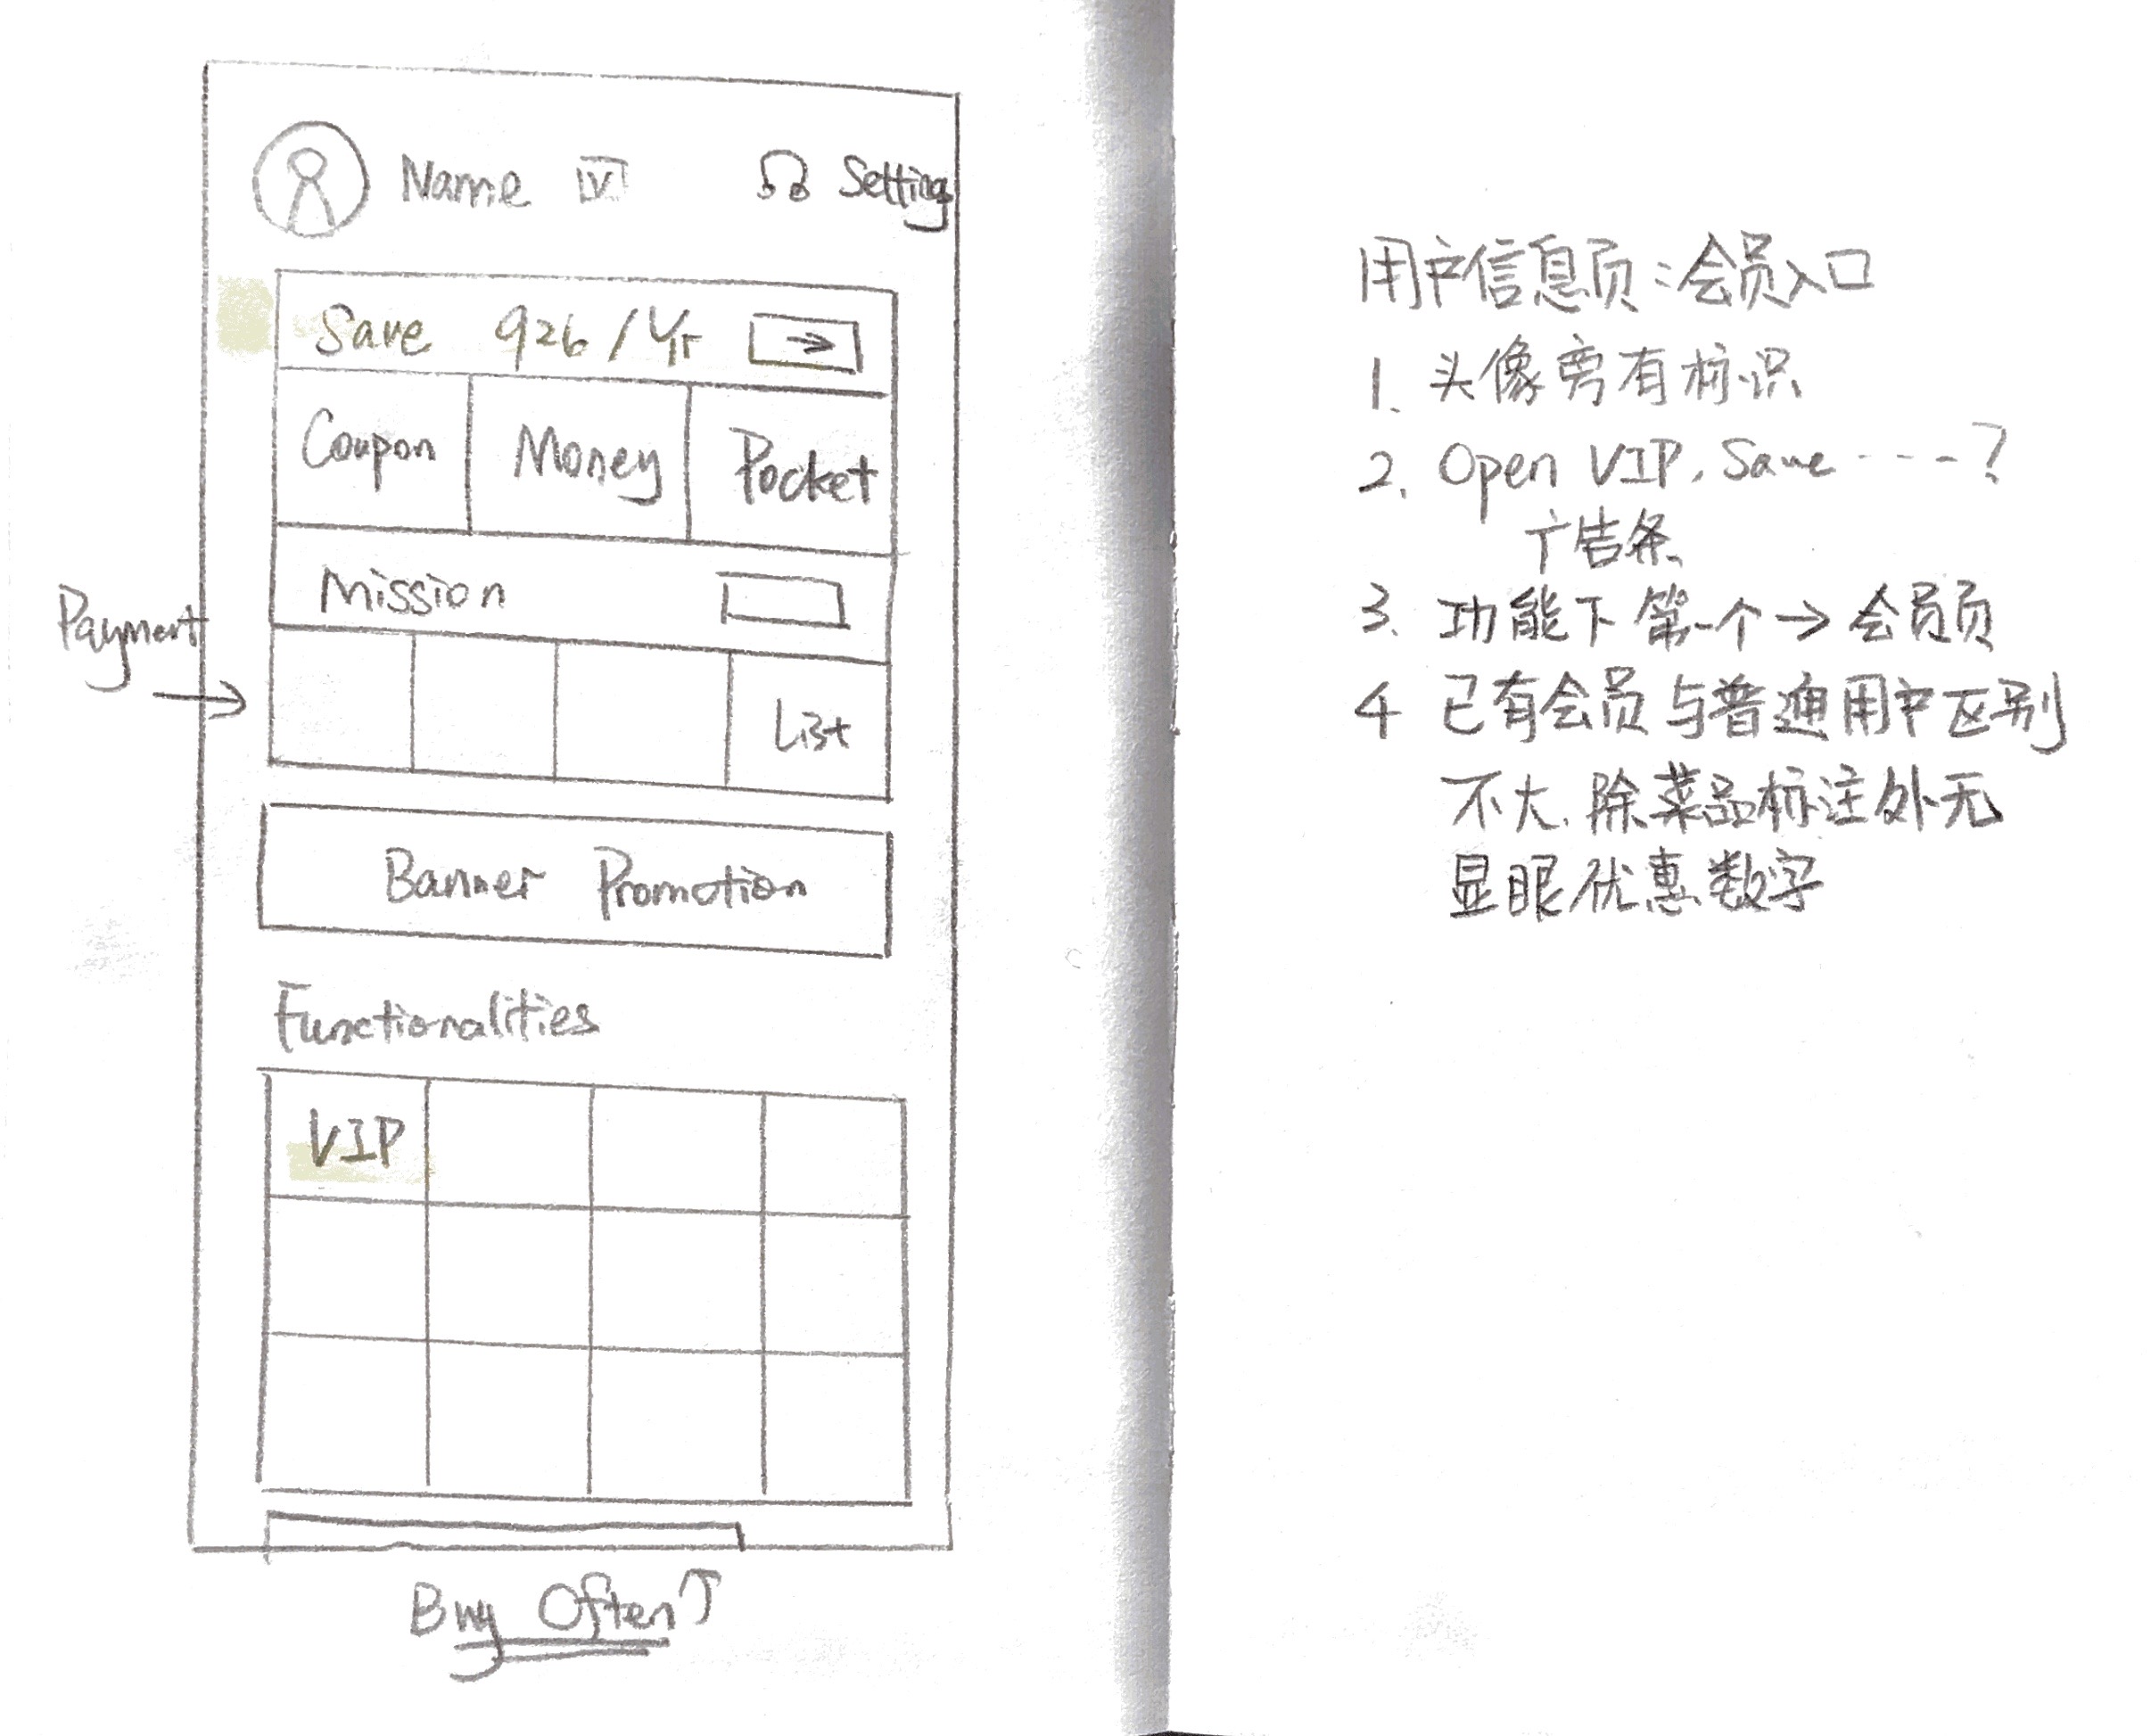 Name V Setting
Save 926/Yr →
Coupon Money Pocket
Mission
Payment
→
List
Banner Promotion
Functionalities
VIP
Buy Often↑
用户信息页:会员入口
1. 头像旁有标识
2. Open VIP, Save ----?
广告条
3. 功能下第一个→会员页
4 已有会员与普通用户区别
不大, 除菜品标注外无
显眼优惠数字